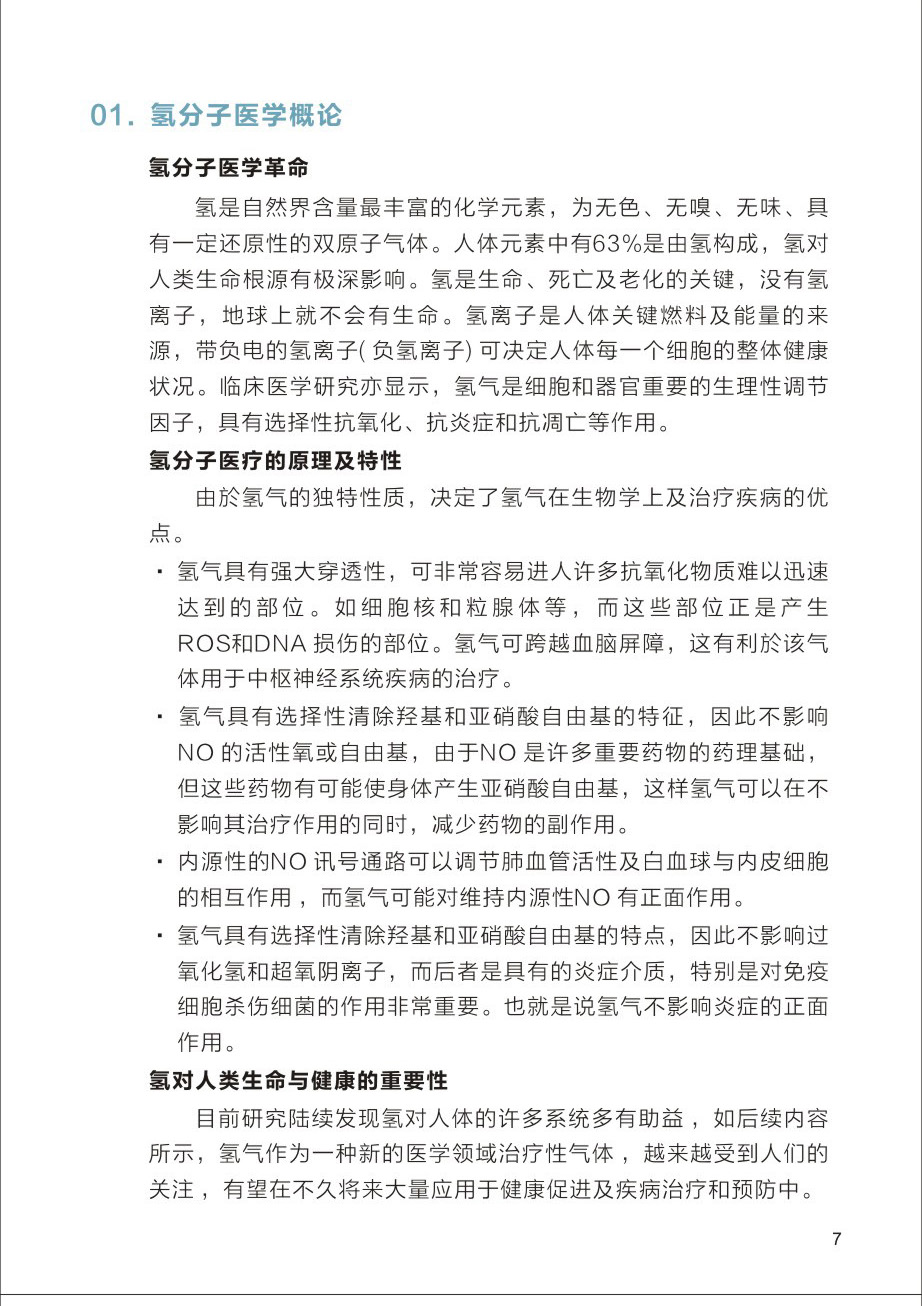 01. 氢分子医学概论
氢分子医学革命
氢是自然界含量最丰富的化学元素，为无色、无嗅、无味、具
有一定还原性的双原子气体。人体元素中有63%是由氢构成，氢对
人类生命根源有极深影响。氢是生命、死亡及老化的关键，没有氢
离子，地球上就不会有生命。氢离子是人体关键燃料及能量的来
源，带负电的氢离子( 负氢离子) 可决定人体每一个细胞的整体健康
状况。临床医学研究亦显示，氢气是细胞和器官重要的生理性调节
因子，具有选择性抗氧化、抗炎症和抗凋亡等作用。
氢分子医疗的原理及特性
由於氢气的独特性质，决定了氢气在生物学上及治疗疾病的优
点。
· 氢气具有强大穿透性，可非常容易进人许多抗氧化物质难以迅速
达到的部位。如细胞核和粒腺体等，而这些部位正是产生
ROS和DNA 损伤的部位。氢气可跨越血脑屏障，这有利於该气
体用于中枢神经系统疾病的治疗。
· 氢气具有选择性清除羟基和亚硝酸自由基的特征，因此不影响
NO 的活性氧或自由基，由于NO 是许多重要药物的药理基础，
但这些药物有可能使身体产生亚硝酸自由基，这样氢气可以在不
影响其治疗作用的同时，减少药物的副作用。
· 内源性的NO 讯号通路可以调节肺血管活性及白血球与内皮细胞
的相互作用 ，而氢气可能对维持内源性NO 有正面作用。
· 氢气具有选择性清除羟基和亚硝酸自由基的特点，因此不影响过
氧化氢和超氧阴离子，而后者是具有的炎症介质，特别是对免疫
细胞杀伤细菌的作用非常重要。也就是说氢气不影响炎症的正面
作用。
氢对人类生命与健康的重要性
目前研究陆续发现氢对人体的许多系统多有助益 ，如后续内容
所示，氢气作为一种新的医学领域治疗性气体 ，越来越受到人们的
关注 ，有望在不久将来大量应用于健康促进及疾病治疗和预防中。
7